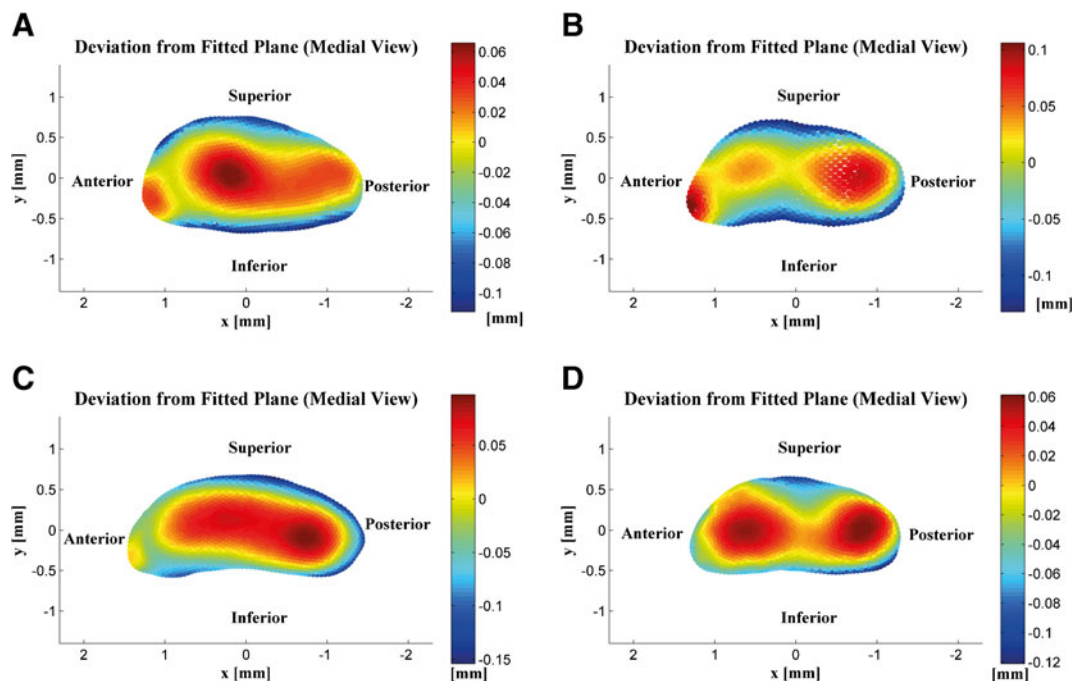 A
Deviation from Fitted Plane (Medial View)
0.06
0.04
0.02
0
-0.02
-0.04
-0.06
-0.08
-0.1
[mm]
1
0.5
0
-0.5
-1
y [mm]
Superior
Anterior
Posterior
Inferior
2
1
0
-1
-2
x [mm]
B
Deviation from Fitted Plane (Medial View)
0.1
0.05
0
-0.05
-0.1
[mm]
1
0.5
0
-0.5
-1
y [mm]
Superior
Anterior
Posterior
Inferior
2
1
0
-1
-2
x [mm]
C
Deviation from Fitted Plane (Medial View)
0.05
0
-0.05
-0.1
-0.15
[mm]
1
0.5
0
-0.5
-1
y [mm]
Superior
Anterior
Posterior
Inferior
2
1
0
-1
-2
x [mm]
D
Deviation from Fitted Plane (Medial View)
0.06
0.04
0.02
0
-0.02
-0.04
-0.06
-0.08
-0.10
-0.12
[mm]
1
0.5
0
-0.5
-1
y [mm]
Superior
Anterior
Posterior
Inferior
2
1
0
-1
-2
x [mm]